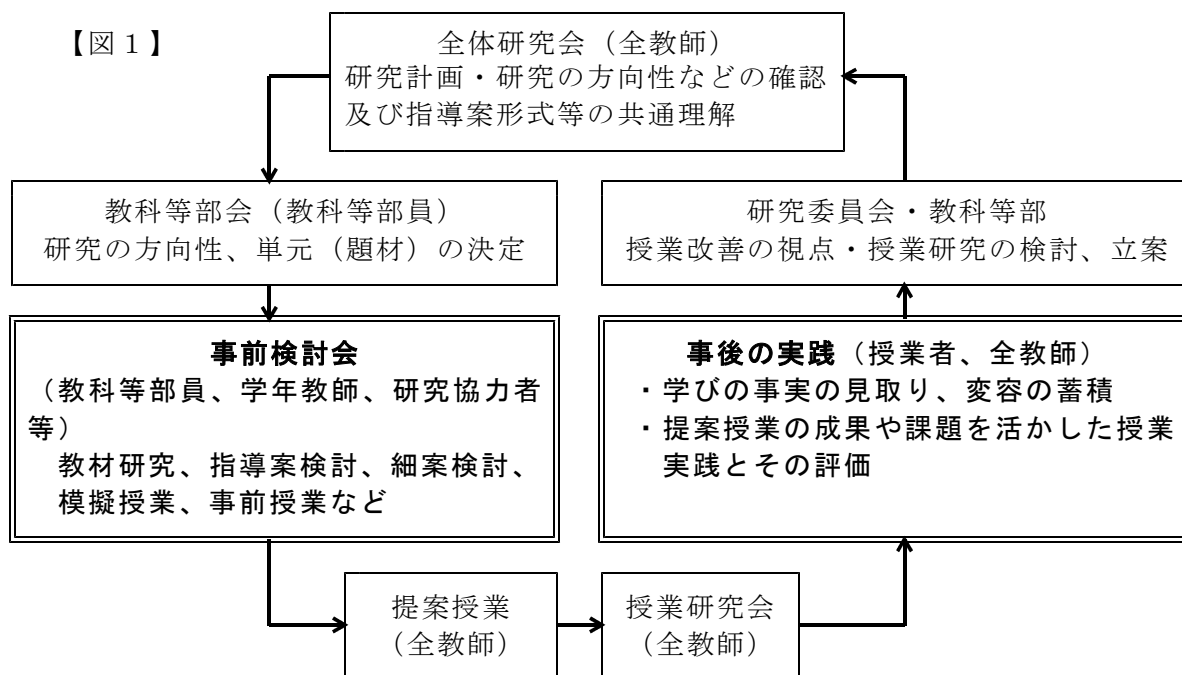 【図１】
全体研究会（全教師）
研究計画・研究の方向性などの確認
及び指導案形式等の共通理解
教科等部会（教科等部員）
研究の方向性、単元（題材）の決定
研究委員会・教科等部
授業改善の視点・授業研究の検討、立案
事前検討会
（教科等部員、学年教師、研究協力者
等）
教材研究、指導案検討、細案検討、
模擬授業、事前授業など
事後の実践（授業者、全教師）
・学びの事実の見取り、変容の蓄積
・提案授業の成果や課題を活かした授業
実践とその評価
提案授業
（全教師）
授業研究会
（全教師）